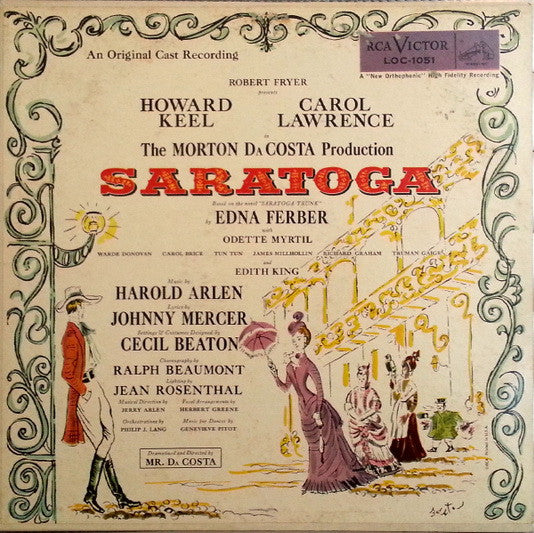 An Original Cast Recording
RCA VICTOR
LOC-1051
A "New Orthophonic" High Fidelity Recording
ROBERT FRYER
presents
HOWARD KEEL
CAROL LAWRENCE
in
The MORTON DA COSTA Production
SARATOGA
Based on the novel "SARATOGA TRUNK"
by EDNA FERBER
with
ODETTE MYRTIL
WARDE DONOVAN CAROL BRICE TUN TUN JAMES MILLHOLLIN RICHARD GRAHAM TRUMAN GAIGE
and
EDITH KING
Music by
HAROLD ARLEN
Lyrics by
JOHNNY MERCER
Settings & Costumes Designed by
CECIL BEATON
Choreography by
RALPH BEAUMONT
Lighting by
JEAN ROSENTHAL
Musical Direction by
JERRY ARLEN
Vocal Arrangements by
HERBERT GREENE
Orchestrations by
PHILIP J. LANG
Music for Dances by
GENEVIEVE PITOT
Dramatized and Directed by
MR. DA COSTA
Beaton